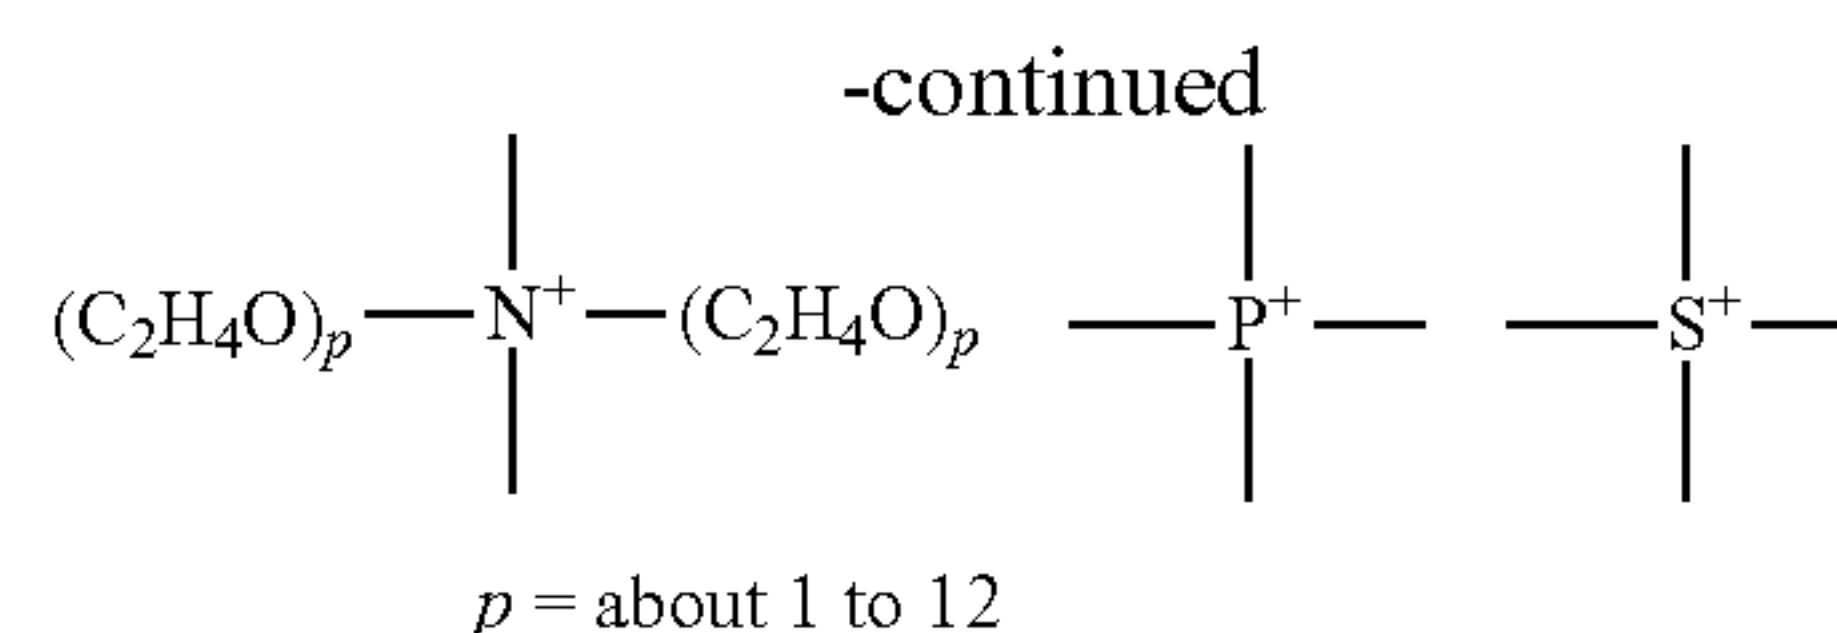 -continued
(C₂H₄O)ₚ—N⁺—(C₂H₄O)ₚ —P⁺— —S⁺—
p = about 1 to 12